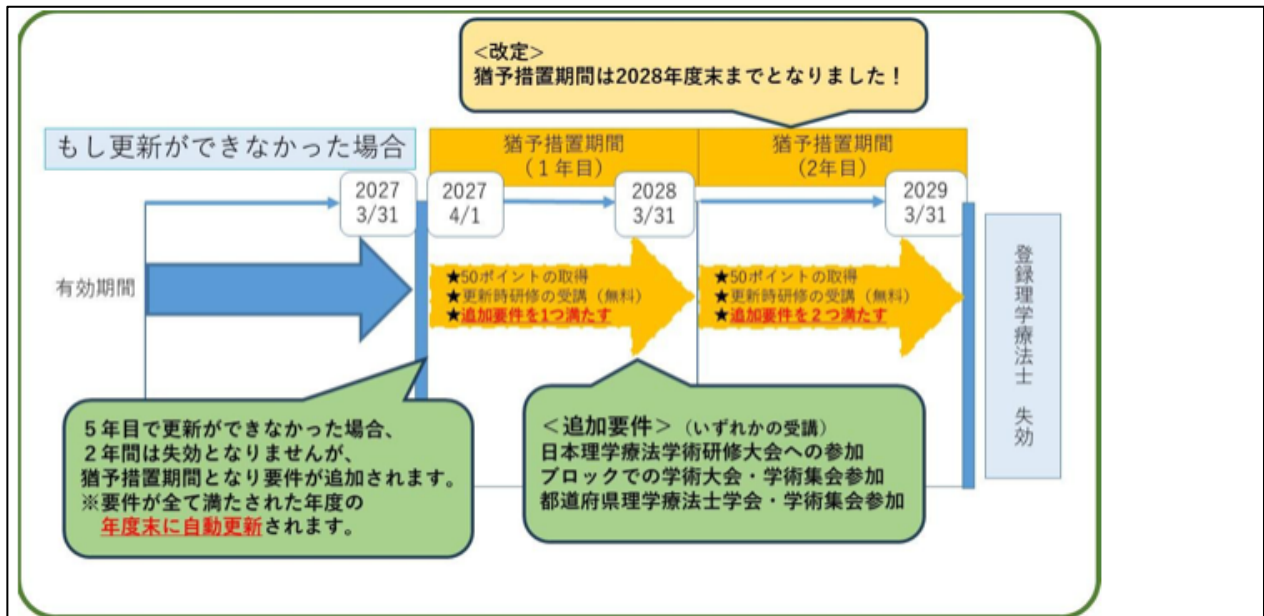 <改定>
猶予措置期間は2028年度末までとなりました！
もし更新ができなかった場合
猶予措置期間
（１年目）
猶予措置期間
(2年目)
2027
3/31
2027
4/1
2028
3/31
2029
3/31
有効期間
★50ポイントの取得
★更新時研修の受講（無料）
★追加要件を1つ満たす
★50ポイントの取得
★更新時研修の受講（無料）
★追加要件を２つ満たす
登録理学療法士　失効
５年目で更新ができなかった場合、
２年間は失効となりませんが、
猶予措置期間となり要件が追加されます。
※要件が全て満たされた年度の
年度末に自動更新されます。
＜追加要件＞（いずれかの受講）
日本理学療法学術研修大会への参加
ブロックでの学術大会・学術集会参加
都道府県理学療法士学会・学術集会参加